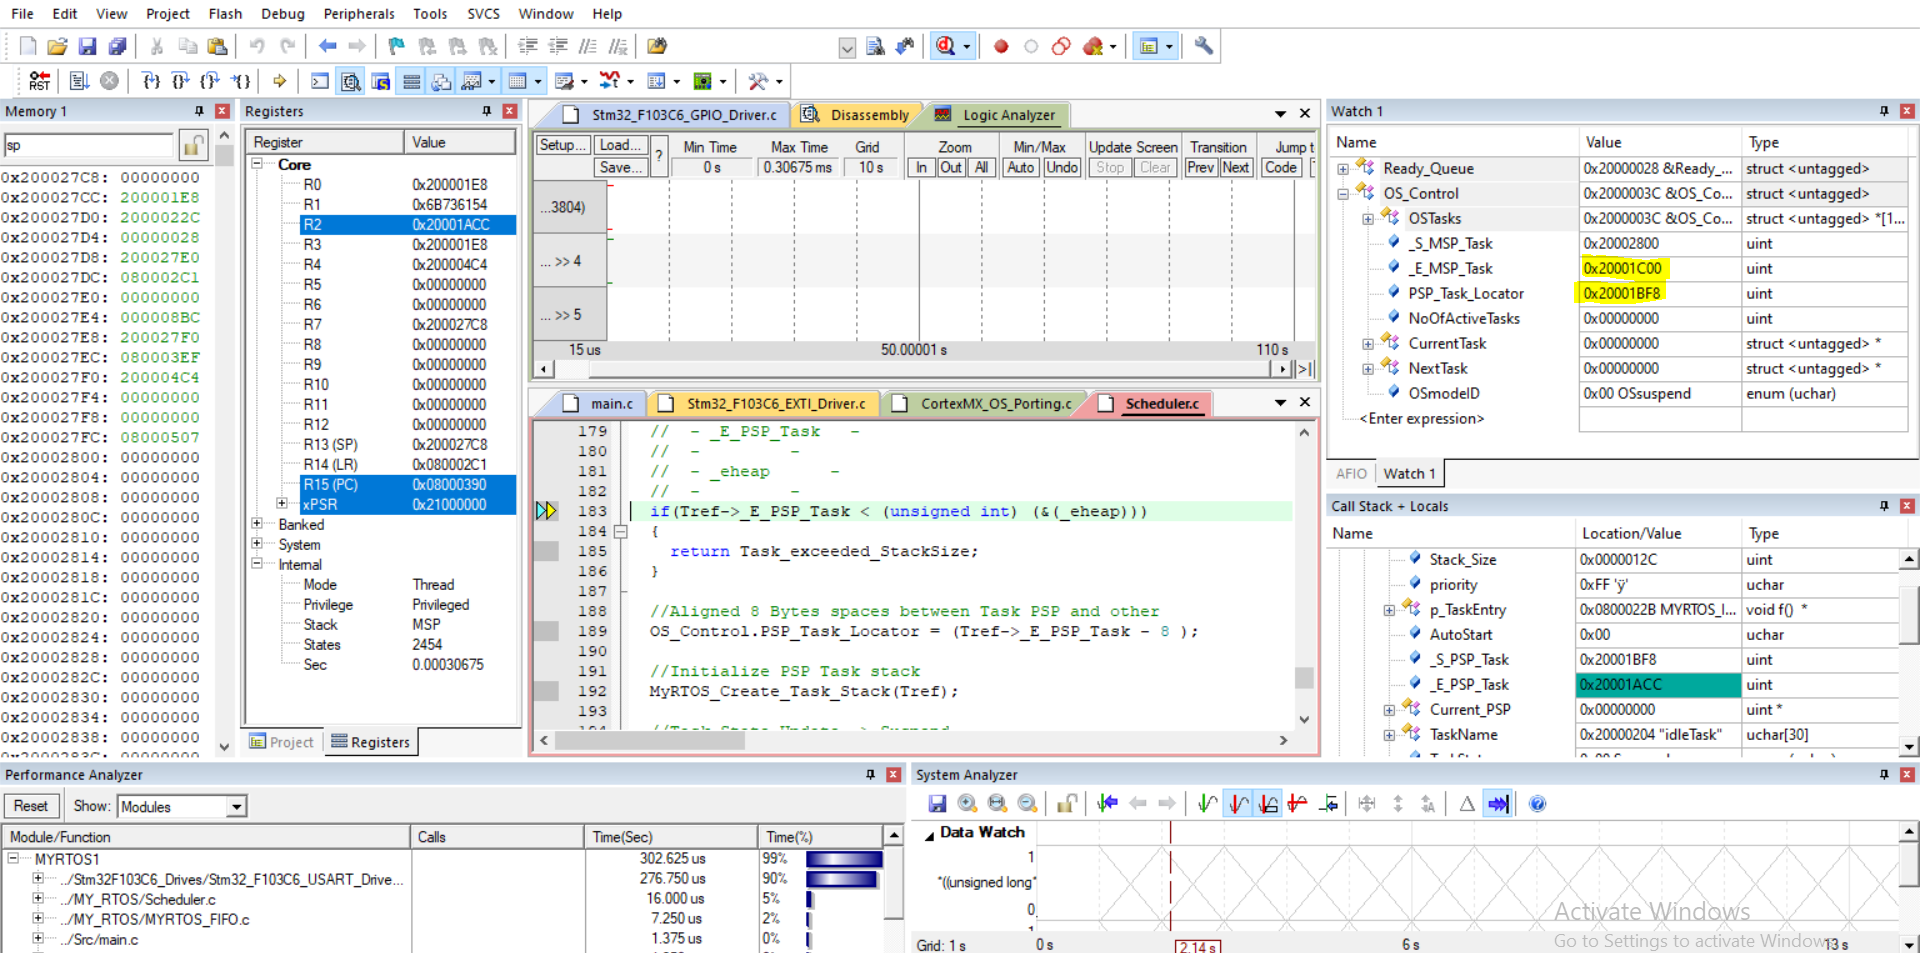 File Edit View Project Flash Debug Peripherals Tools SVCS Window Help
Memory 1
sp
0x200027C8: 00000000
0x200027CC: 200001E8
0x200027D0: 2000022C
0x200027D4: 00000028
0x200027D8: 200027E0
0x200027DC: 080002C1
0x200027E0: 00000000
0x200027E4: 000008BC
0x200027E8: 200027F0
0x200027EC: 080003EF
0x200027F0: 200004C4
0x200027F4: 00000000
0x200027F8: 00000000
0x200027FC: 08000507
0x20002800: 00000000
0x20002804: 00000000
0x20002808: 00000000
0x2000280C: 00000000
0x20002810: 00000000
0x20002814: 00000000
0x20002818: 00000000
0x2000281C: 00000000
0x20002820: 00000000
0x20002824: 00000000
0x20002828: 00000000
0x2000282C: 00000000
0x20002830: 00000000
0x20002834: 00000000
0x20002838: 00000000
Registers
Register Value
Core
R0 0x200001E8
R1 0x6B736154
R2 0x20001ACC
R3 0x200001E8
R4 0x200004C4
R5 0x00000000
R6 0x00000000
R7 0x200027C8
R8 0x00000000
R9 0x00000000
R10 0x00000000
R11 0x00000000
R12 0x00000000
R13 (SP) 0x200027C8
R14 (LR) 0x080002C1
R15 (PC) 0x08000390
xPSR 0x21000000
Banked
System
Internal
Mode Thread
Privilege Privileged
Stack MSP
States 2454
Sec 0.00030675
Project Registers
Stm32_F103C6_GPIO_Driver.c Disassembly Logic Analyzer
Setup... Load... Save... ? Min Time Max Time Grid Zoom Min/Max Update Screen Transition Jump t
0 s 0.30675 ms 10 s In Out All Auto Undo Stop Clear Prev Next Code
...3804)
... >> 4
... >> 5
15 us 50.00001 s 110 s
main.c Stm32_F103C6_EXTI_Driver.c CortexMX_OS_Porting.c Scheduler.c
179 // - _E_PSP_Task -
180 // - -
181 // - _eheap -
182 // - -
183 if(Tref->_E_PSP_Task < (unsigned int) (&(_eheap)))
184 {
185 return Task_exceeded_StackSize;
186 }
187
188 //Aligned 8 Bytes spaces between Task PSP and other
189 OS_Control.PSP_Task_Locator = (Tref->_E_PSP_Task - 8 );
190
191 //Initialize PSP Task stack
192 MyRTOS_Create_Task_Stack(Tref);
193
Watch 1
Name Value Type
Ready_Queue 0x20000028 &Ready_... struct <untagged>
OS_Control 0x2000003C &OS_Co... struct <untagged>
OSTasks 0x2000003C &OS_Co... struct <untagged> *[1...
_S_MSP_Task 0x20002800 uint
_E_MSP_Task 0x20001C00 uint
PSP_Task_Locator 0x20001BF8 uint
NoOfActiveTasks 0x00000000 uint
CurrentTask 0x00000000 struct <untagged> *
NextTask 0x00000000 struct <untagged> *
OSmodeID 0x00 OSsuspend enum (uchar)
<Enter expression>
AFIO Watch 1
Call Stack + Locals
Name Location/Value Type
Stack_Size 0x0000012C uint
priority 0xFF 'ÿ' uchar
p_TaskEntry 0x0800022B MYRTOS_I... void f() *
AutoStart 0x00 uchar
_S_PSP_Task 0x20001BF8 uint
_E_PSP_Task 0x20001ACC uint
Current_PSP 0x00000000 uint *
TaskName 0x20000204 "idleTask" uchar[30]
Performance Analyzer
Reset Show: Modules
Module/Function Calls Time(Sec) Time(%)
MYRTOS1 302.625 us 99%
../Stm32F103C6_Drives/Stm32_F103C6_USART_Drive... 276.750 us 90%
../MY_RTOS/Scheduler.c 16.000 us 5%
../MY_RTOS/MYRTOS_FIFO.c 7.250 us 2%
../Src/main.c 1.375 us 0%
System Analyzer
Data Watch
1
*((unsigned long*
0
Grid: 1 s 0 s 2.14 s 6 s 13 s
Activate Windows
Go to Settings to activate Windows